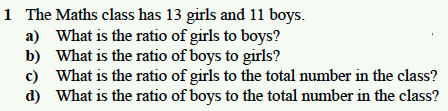 1 The Maths class has 13 girls and 11 boys.
a) What is the ratio of girls to boys?
b) What is the ratio of boys to girls?
c) What is the ratio of girls to the total number in the class?
d) What is the ratio of boys to the total number in the class?